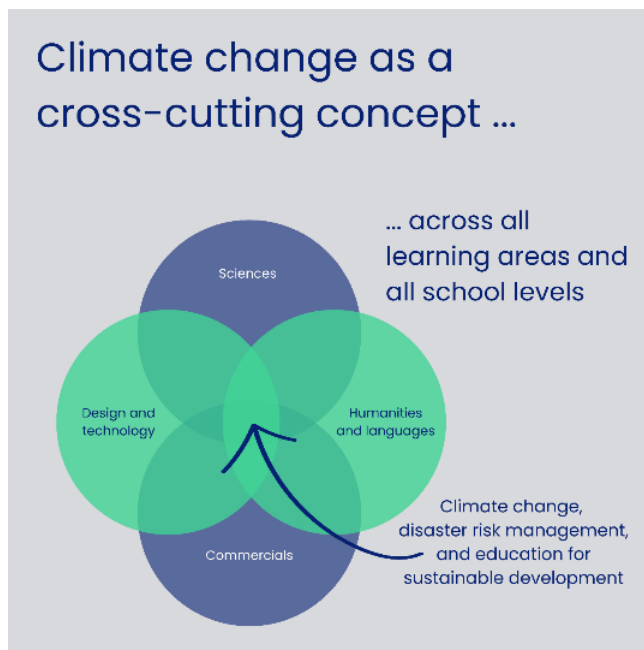 Climate change as a
cross-cutting concept ...
... across all
learning areas and
all school levels
Sciences
Design and
technology
Humanities
and languages
Commercials
Climate change,
disaster risk management,
and education for
sustainable development